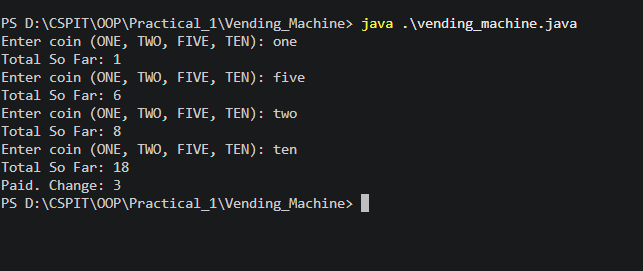 PS D:\CSPIT\OOP\Practical_1\Vending_Machine> java .\vending_machine.java
Enter coin (ONE, TWO, FIVE, TEN): one
Total So Far: 1
Enter coin (ONE, TWO, FIVE, TEN): five
Total So Far: 6
Enter coin (ONE, TWO, FIVE, TEN): two
Total So Far: 8
Enter coin (ONE, TWO, FIVE, TEN): ten
Total So Far: 18
Paid. Change: 3
PS D:\CSPIT\OOP\Practical_1\Vending_Machine>